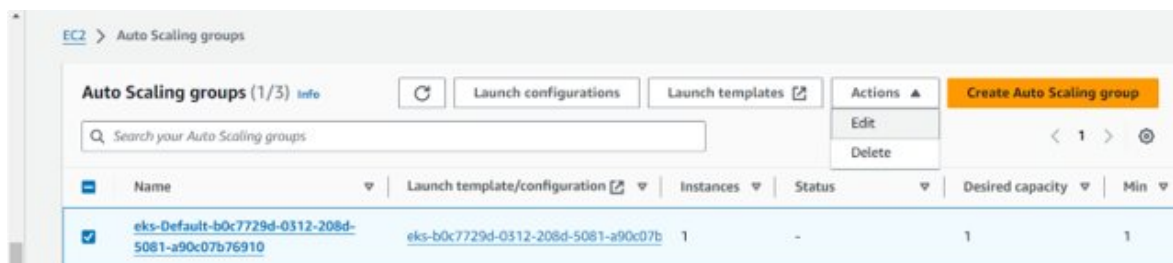 EC2 > Auto Scaling groups
Auto Scaling groups (1/3) Info Launch configurations Launch templates Actions Create Auto Scaling group
Search your Auto Scaling groups Edit < 1 >
Delete
Name Launch template/configuration Instances Status Desired capacity Min
eks-Default-b0c7729d-0312-208d-
5081-a90c07b76910 eks-b0c7729d-0312-208d-5081-a90c07b 1 - 1 1